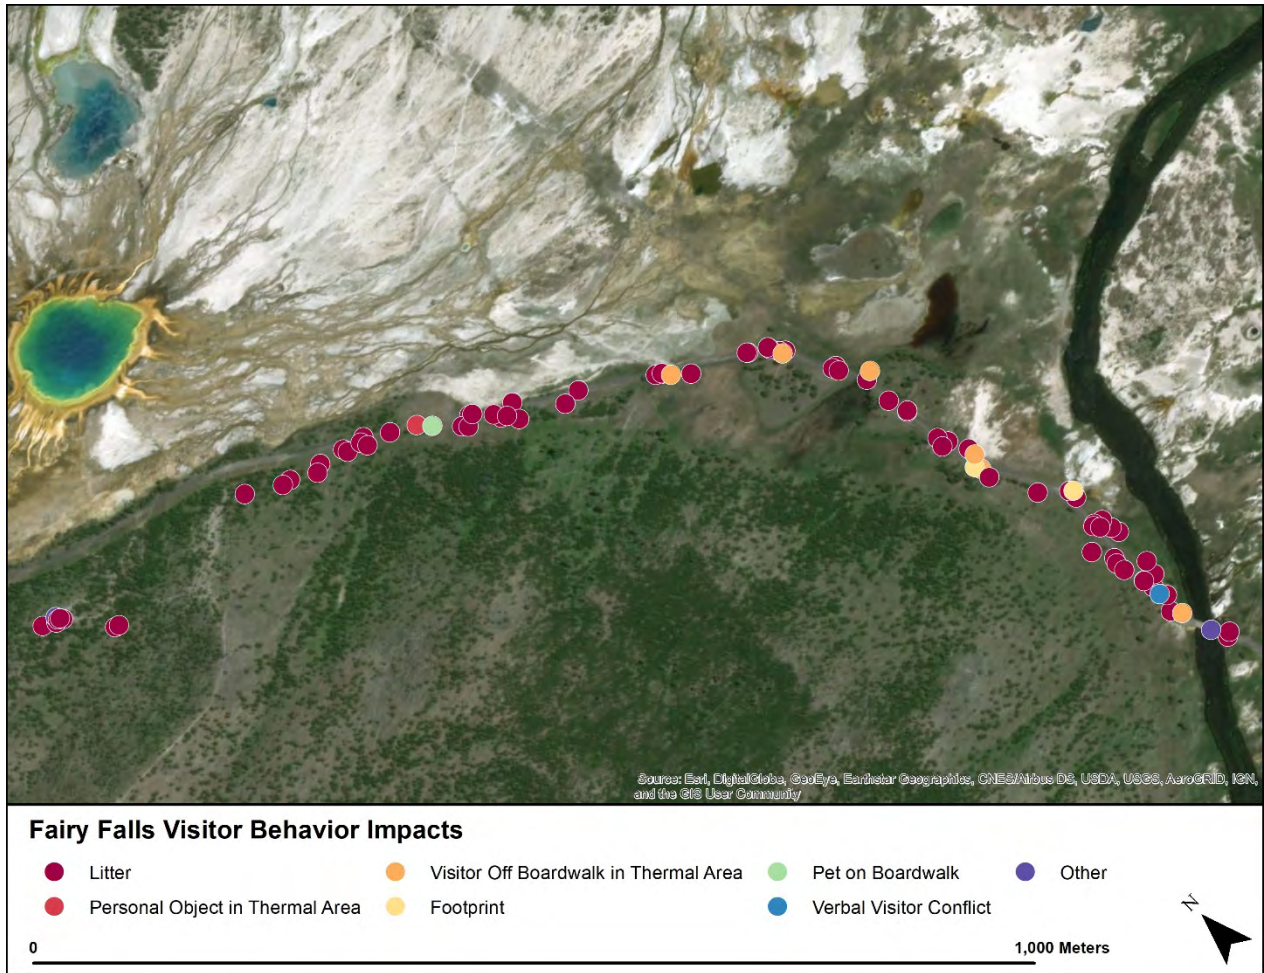 Source: Esri, DigitalGlobe, GeoEye, Earthstar Geographics, CNES/Airbus DS, USDA, USGS, AeroGRID, IGN,
and the GIS User Community
Fairy Falls Visitor Behavior Impacts
Litter
Visitor Off Boardwalk in Thermal Area
Pet on Boardwalk
Other
Personal Object in Thermal Area
Footprint
Verbal Visitor Conflict
N
0
1,000 Meters